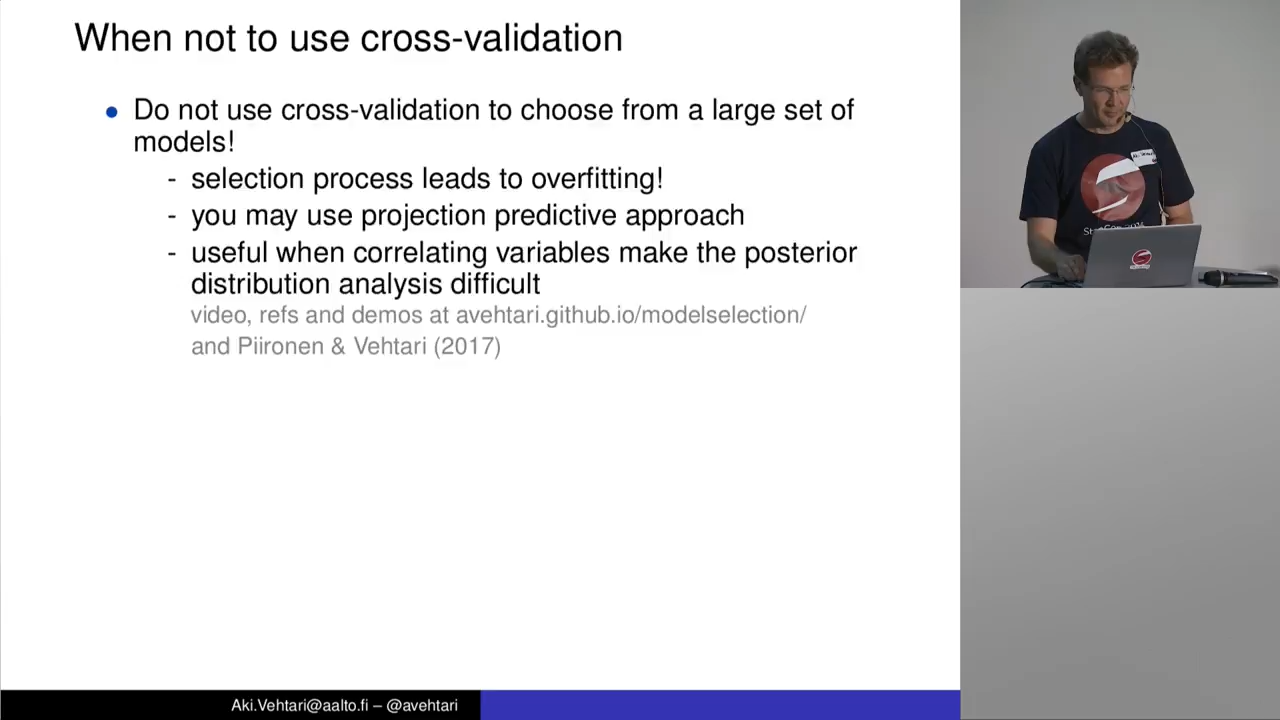 When not to use cross-validation
• Do not use cross-validation to choose from a large set of
models!
- selection process leads to overfitting!
- you may use projection predictive approach
- useful when correlating variables make the posterior
distribution analysis difficult
video, refs and demos at avehtari.github.io/modelselection/
and Piironen & Vehtari (2017)
Aki.Vehtari@aalto.fi – @avehtari